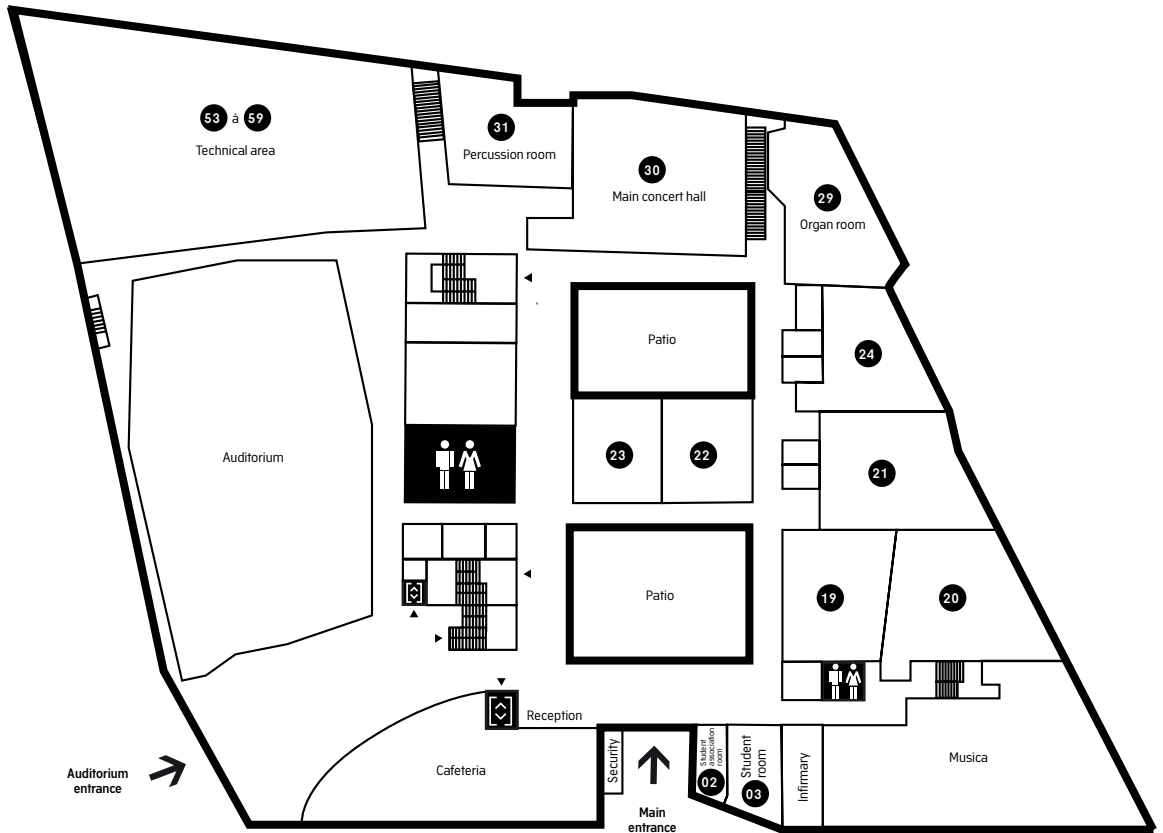 53 à 59
Technical area
31
Percussion room
30
Main concert hall
29
Organ room
Patio
24
Auditorium
23
22
21
Patio
19
20
Reception
Cafeteria
Security
Student
association
room
02
Student
room
03
Infirmary
Musica
Auditorium
entrance
Main
entrance